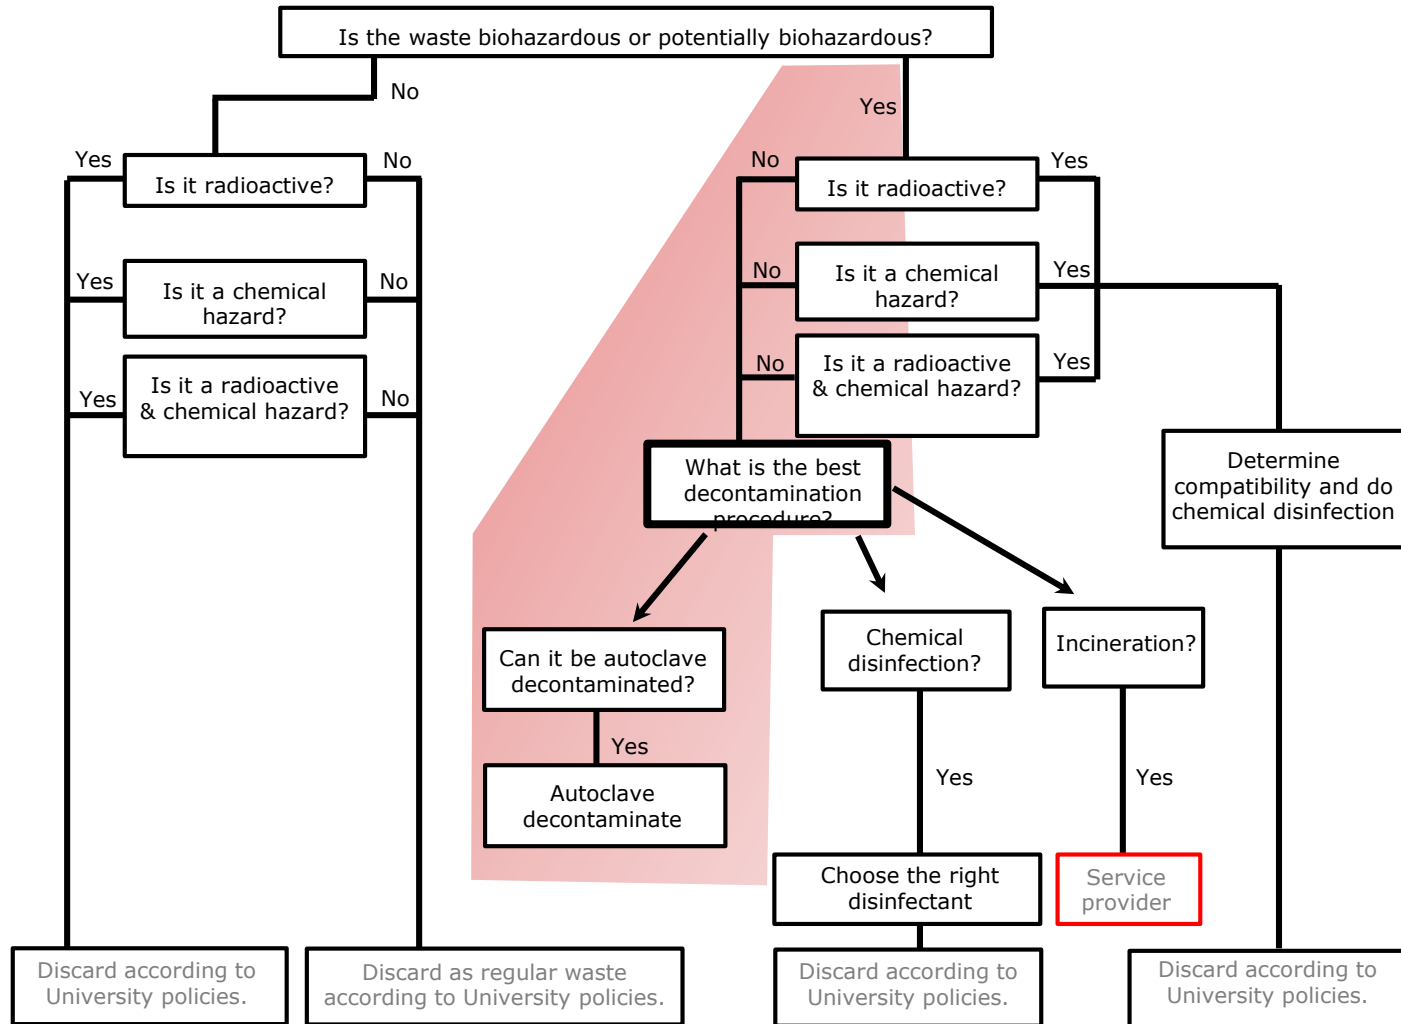 Is the waste biohazardous or potentially biohazardous?
No
Yes
Yes
Is it radioactive?
No
No
Is it radioactive?
Yes
Yes
Is it a chemical
hazard?
No
No
Is it a chemical
hazard?
Yes
Yes
Is it a radioactive
& chemical hazard?
No
No
Is it a radioactive
& chemical hazard?
Yes
What is the best
decontamination
procedure?
Determine
compatibility and do
chemical disinfection
Can it be autoclave
decontaminated?
Chemical
disinfection?
Incineration?
Yes
Yes
Yes
Autoclave
decontaminate
Choose the right
disinfectant
Service
provider
Discard according to
University policies.
Discard as regular waste
according to University policies.
Discard according to
University policies.
Discard according to
University policies.